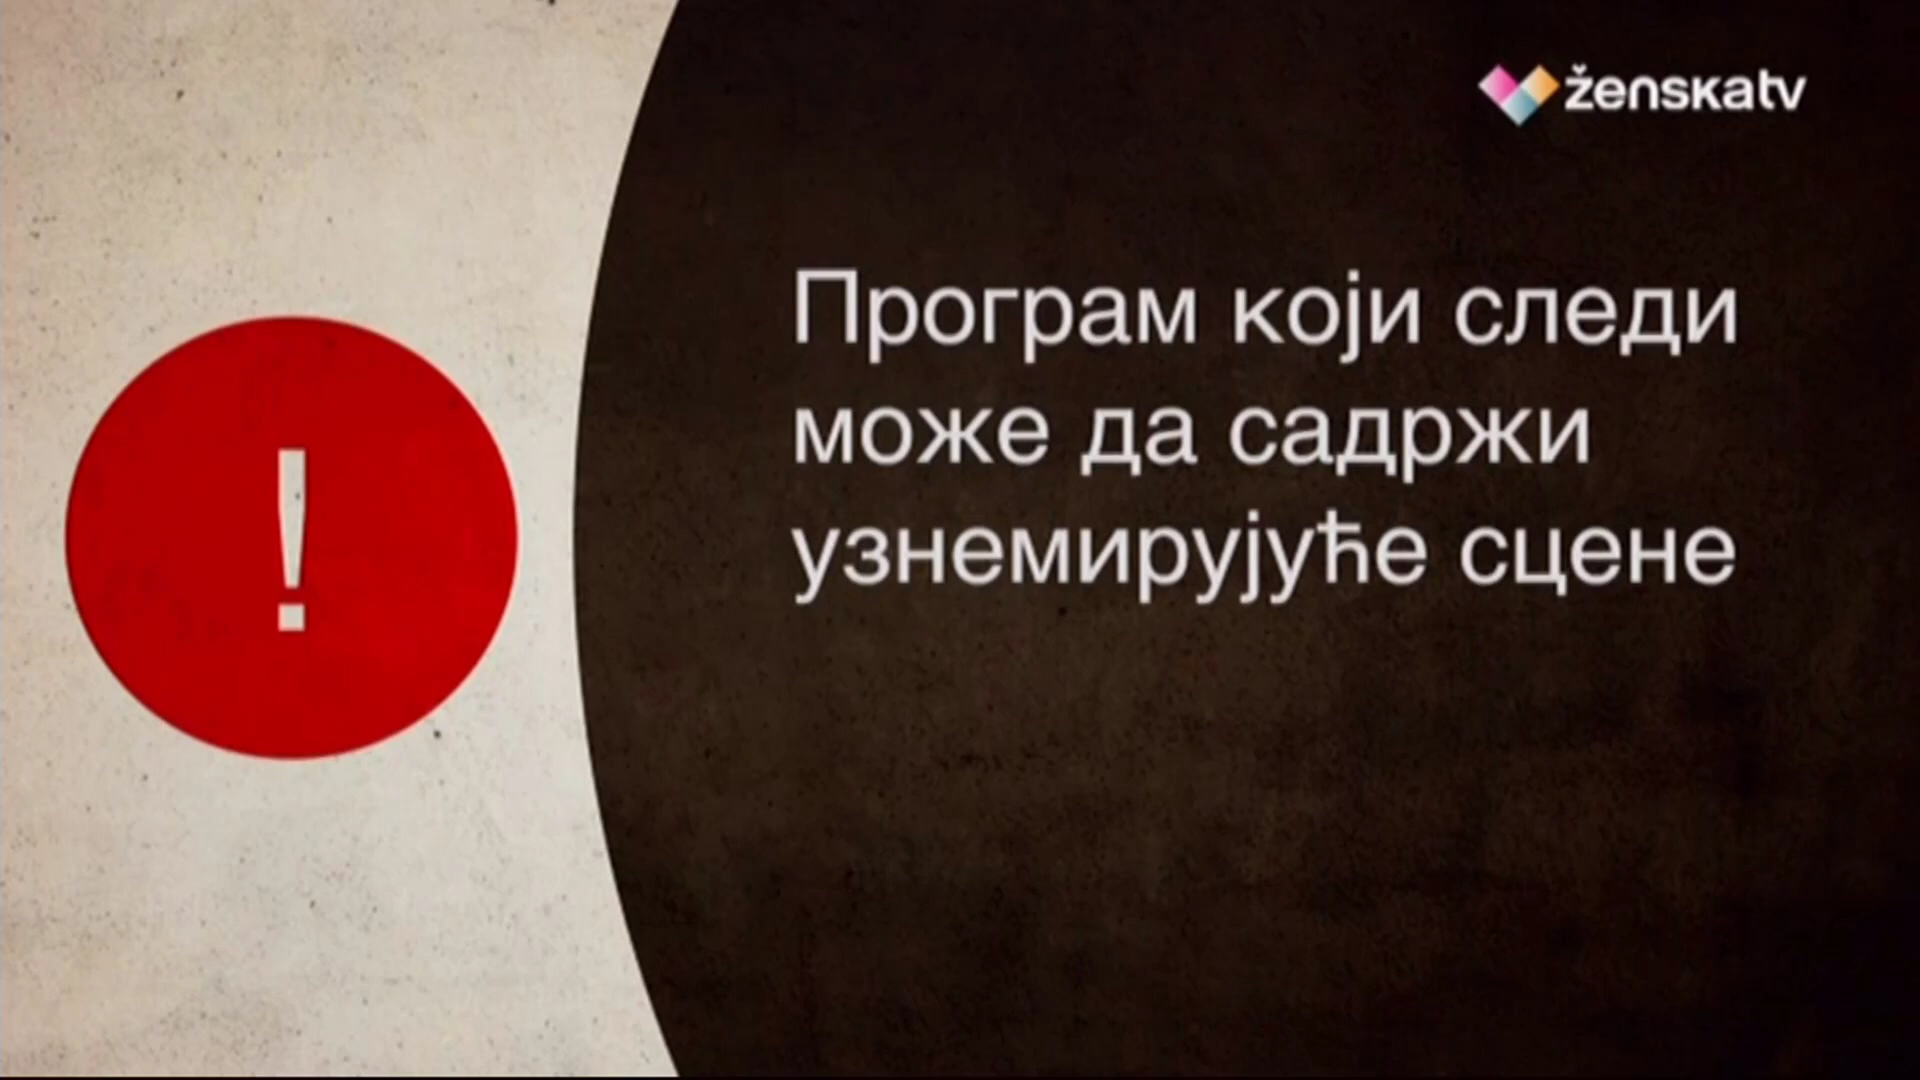 ženskatv
Програм који следи
може да садржи
узнемирујуће сцене
!